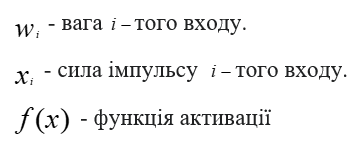 wᵢ - вага i – того входу.
xᵢ - сила імпульсу i – того входу.
f(x) - функція активації